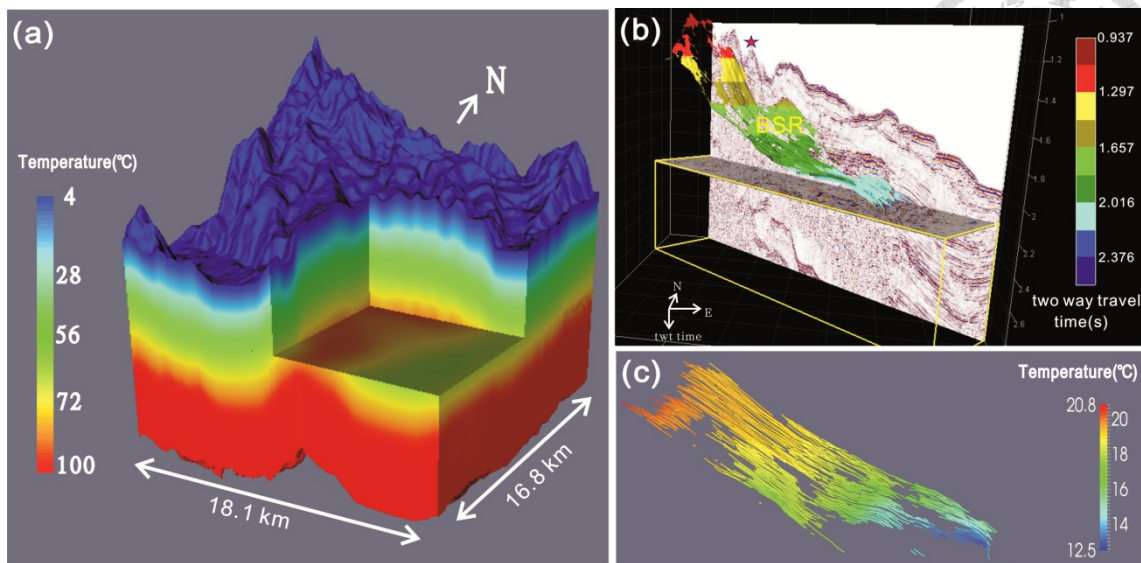 (a)
N
Temperature(℃)
4
28
56
72
100
18.1 km
16.8 km
(b)
BSR
1
1.2
1.4
1.6
1.8
2
2.2
2.4
2.6
0.937
1.297
1.657
2.016
2.376
two way travel
time(s)
N
E
twt time
(c)
Temperature(℃)
20.8
20
18
16
14
12.5